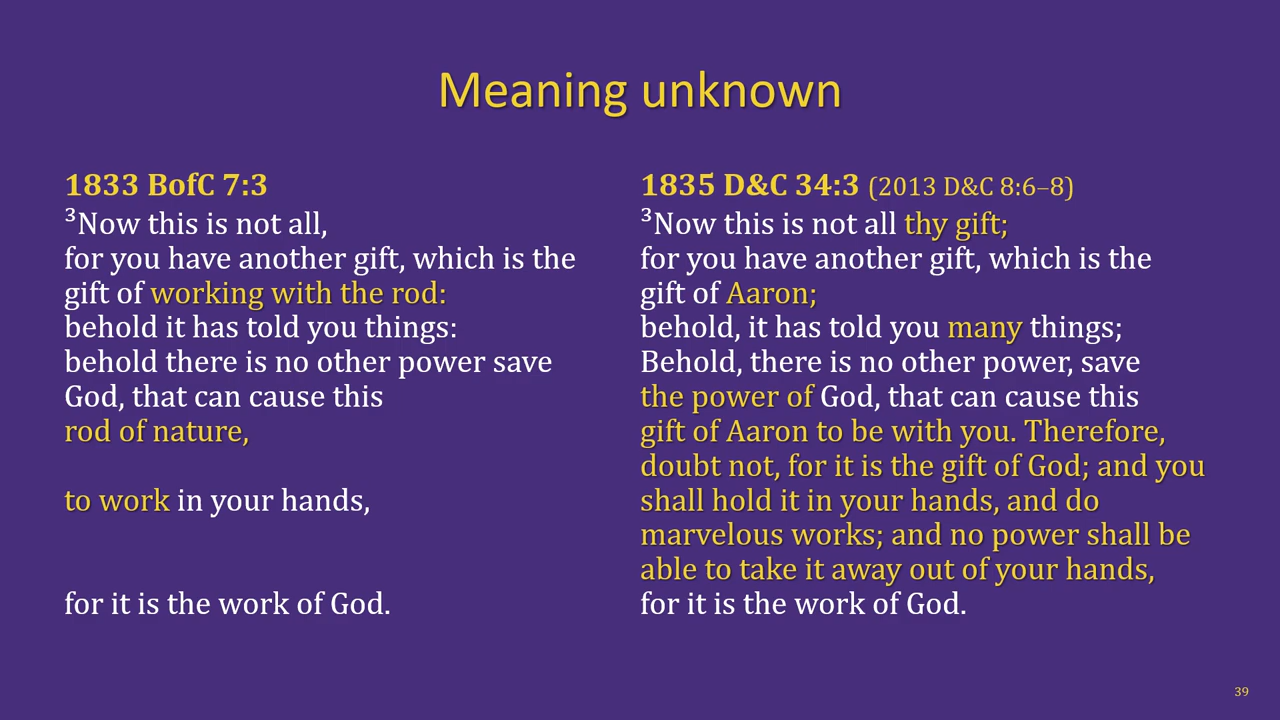 Meaning unknown
1833 BofC 7:3
³Now this is not all,
for you have another gift, which is the
gift of working with the rod:
behold it has told you things:
behold there is no other power save
God, that can cause this
rod of nature,
to work in your hands,
for it is the work of God.
1835 D&C 34:3 (2013 D&C 8:6–8)
³Now this is not all thy gift;
for you have another gift, which is the
gift of Aaron;
behold, it has told you many things;
Behold, there is no other power, save
the power of God, that can cause this
gift of Aaron to be with you. Therefore,
doubt not, for it is the gift of God; and you
shall hold it in your hands, and do
marvelous works; and no power shall be
able to take it away out of your hands,
for it is the work of God.
39